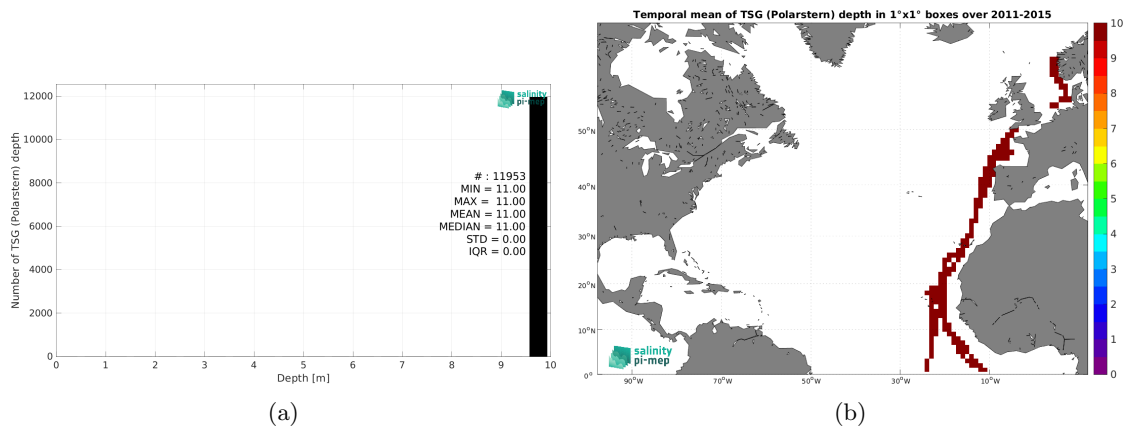 12000
10000
8000
6000
4000
2000
0
Number of TSG (Polarstern) depth
salinity
pi-mep
# : 11953
MIN = 11.00
MAX = 11.00
MEAN = 11.00
MEDIAN = 11.00
STD = 0.00
IQR = 0.00
0 1 2 3 4 5 6 7 8 9 10
Depth [m]
(a)
Temporal mean of TSG (Polarstern) depth in 1°x1° boxes over 2011-2015
50°N
40°N
30°N
20°N
10°N
0°
salinity
pi-mep
90°W 70°W 50°W 30°W 10°W
10
9
8
7
6
5
4
3
2
1
0
(b)